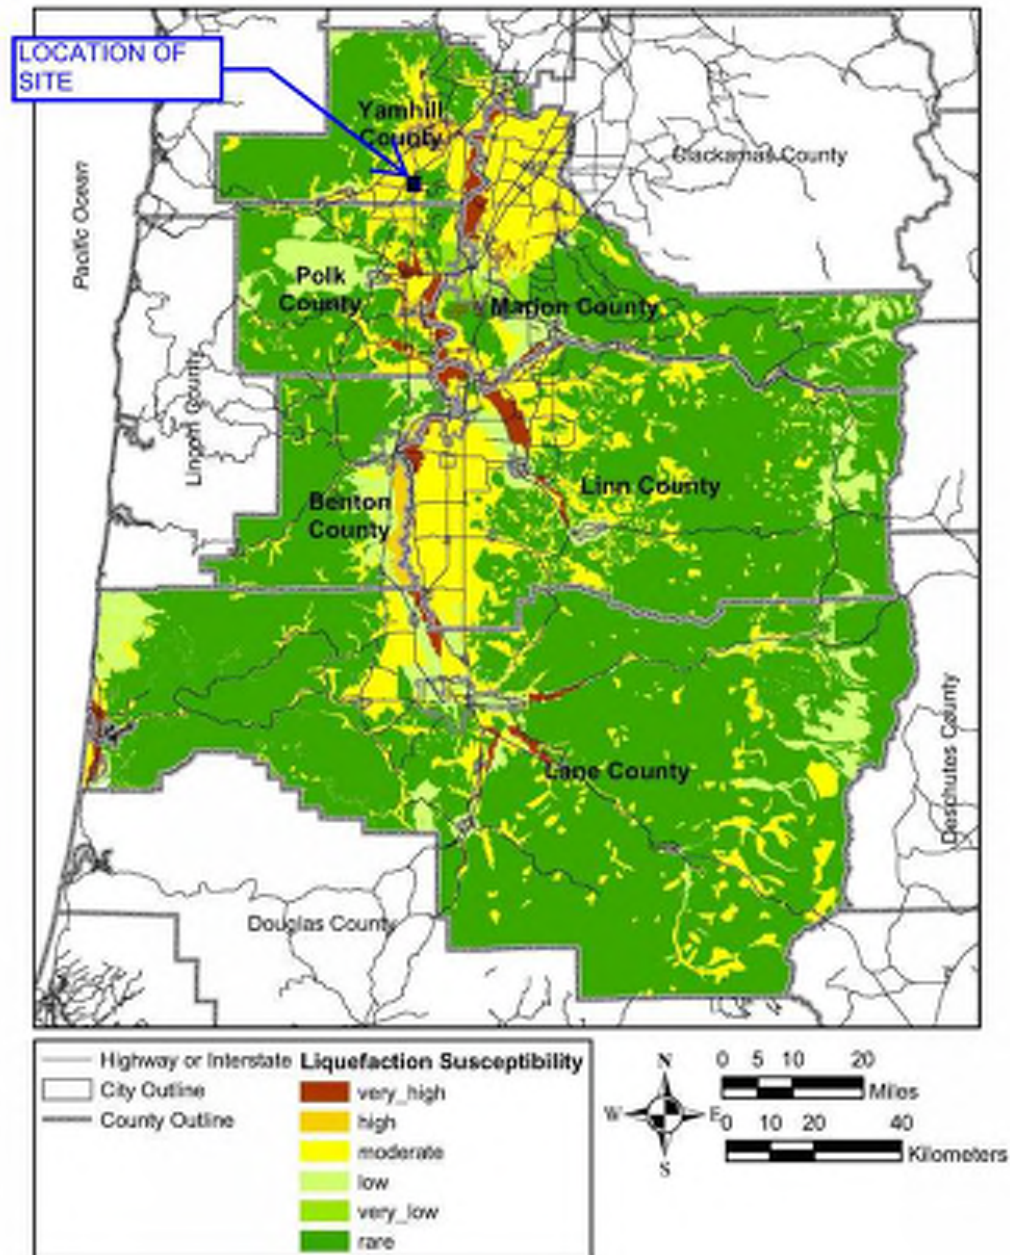 LOCATION OF
SITE
Yamhill
County
Clackamas County
Pacific Ocean
Polk
County
Marion County
Lincoln County
Linn County
Benton
County
Lane County
Deschutes County
Douglas County
Highway or Interstate
City Outline
County Outline
Liquefaction Susceptibility
very_high
high
moderate
low
very_low
rare
N
W
E
S
0 5 10 20
Miles
0 10 20 40
Kilometers